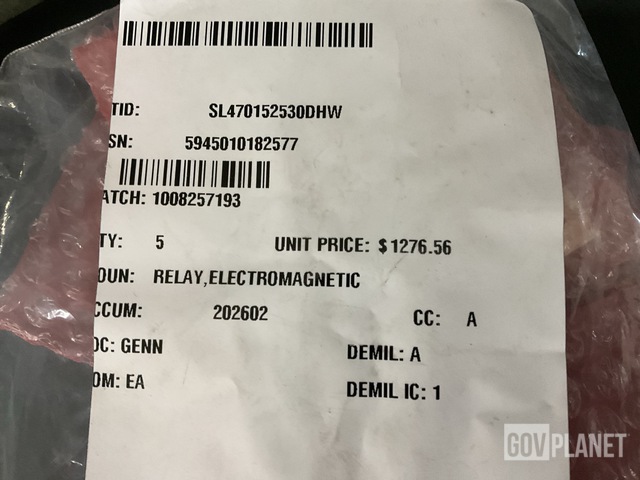 TID: SL470152530DHW
SN: 5945010182577
ATCH: 1008257193
TY: 5 UNIT PRICE: $1276.56
OUN: RELAY,ELECTROMAGNETIC
CCUM: 202602 CC: A
OC: GENN DEMIL: A
OM: EA DEMIL IC: 1
GOVPLANET